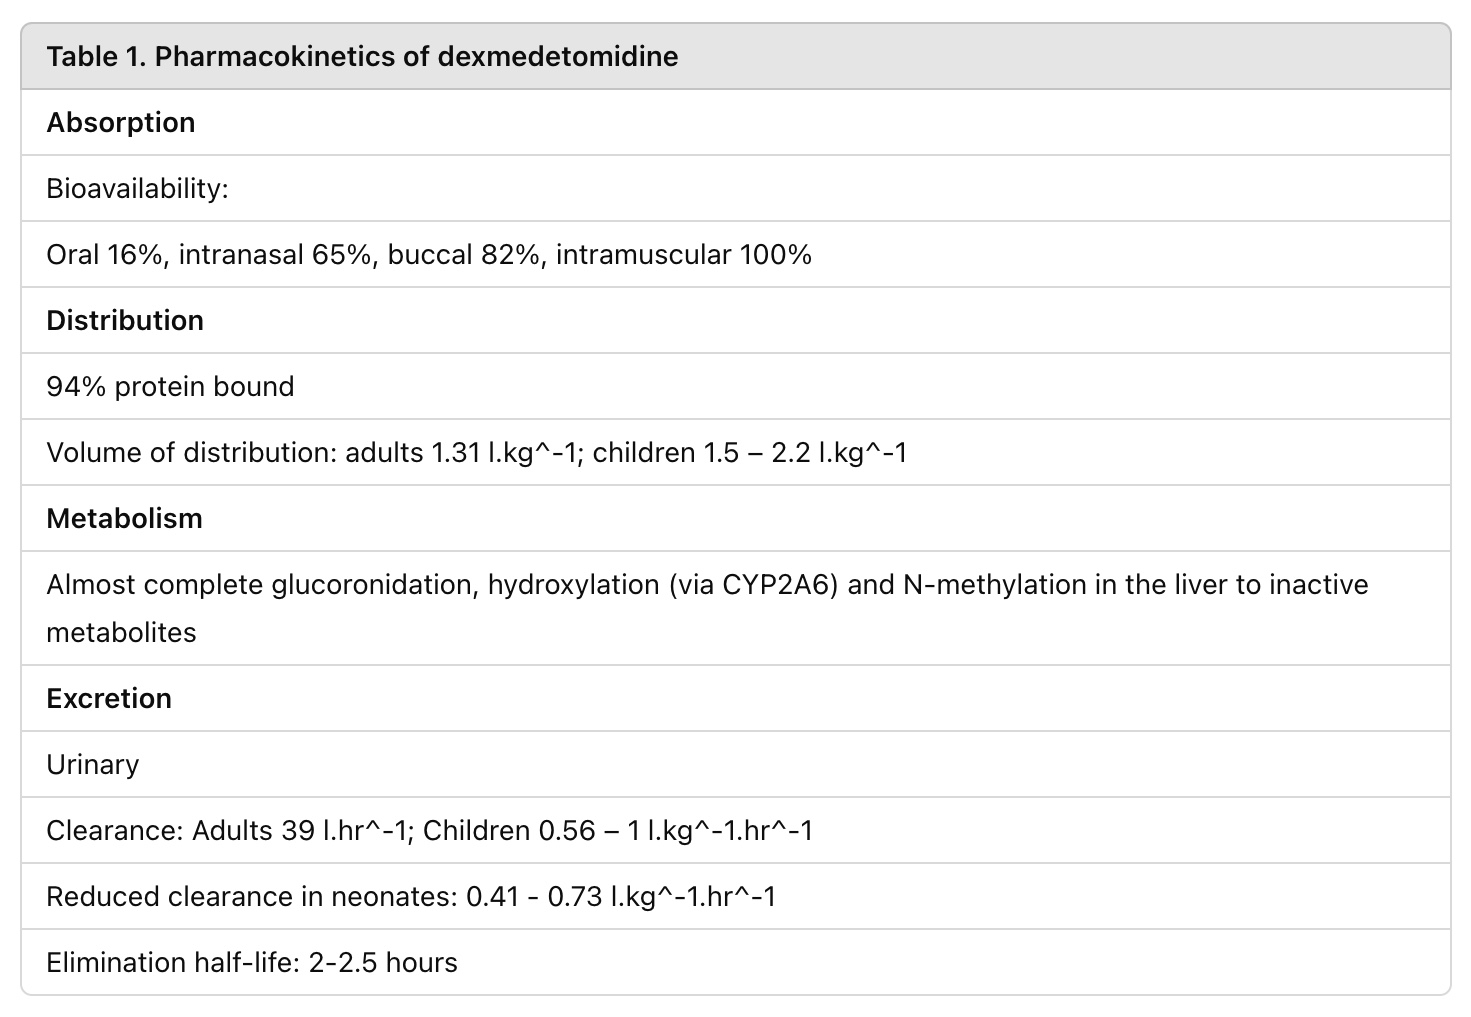 Table 1. Pharmacokinetics of dexmedetomidine
Absorption
Bioavailability:
Oral 16%, intranasal 65%, buccal 82%, intramuscular 100%
Distribution
94% protein bound
Volume of distribution: adults 1.31 l.kg^-1; children 1.5 – 2.2 l.kg^-1
Metabolism
Almost complete glucoronidation, hydroxylation (via CYP2A6) and N-methylation in the liver to inactive
metabolites
Excretion
Urinary
Clearance: Adults 39 l.hr^-1; Children 0.56 – 1 l.kg^-1.hr^-1
Reduced clearance in neonates: 0.41 - 0.73 l.kg^-1.hr^-1
Elimination half-life: 2-2.5 hours